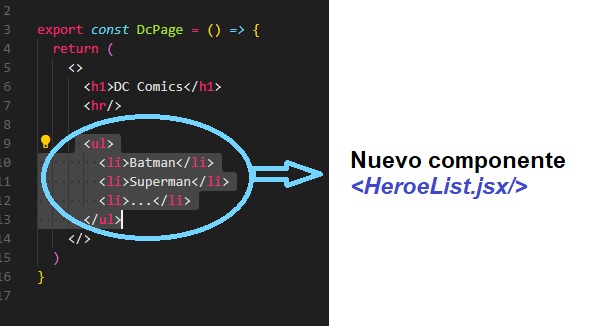 2
3 export const DcPage = () => {
4 return (
5 <>
6 <h1>DC Comics</h1>
7 <hr/>
8
9 <ul>
10 <li>Batman</li>
11 <li>Superman</li>
12 <li>...</li>
13 </ul>
14 </>
15 )
16 }
17
Nuevo componente
<HeroeList.jsx/>